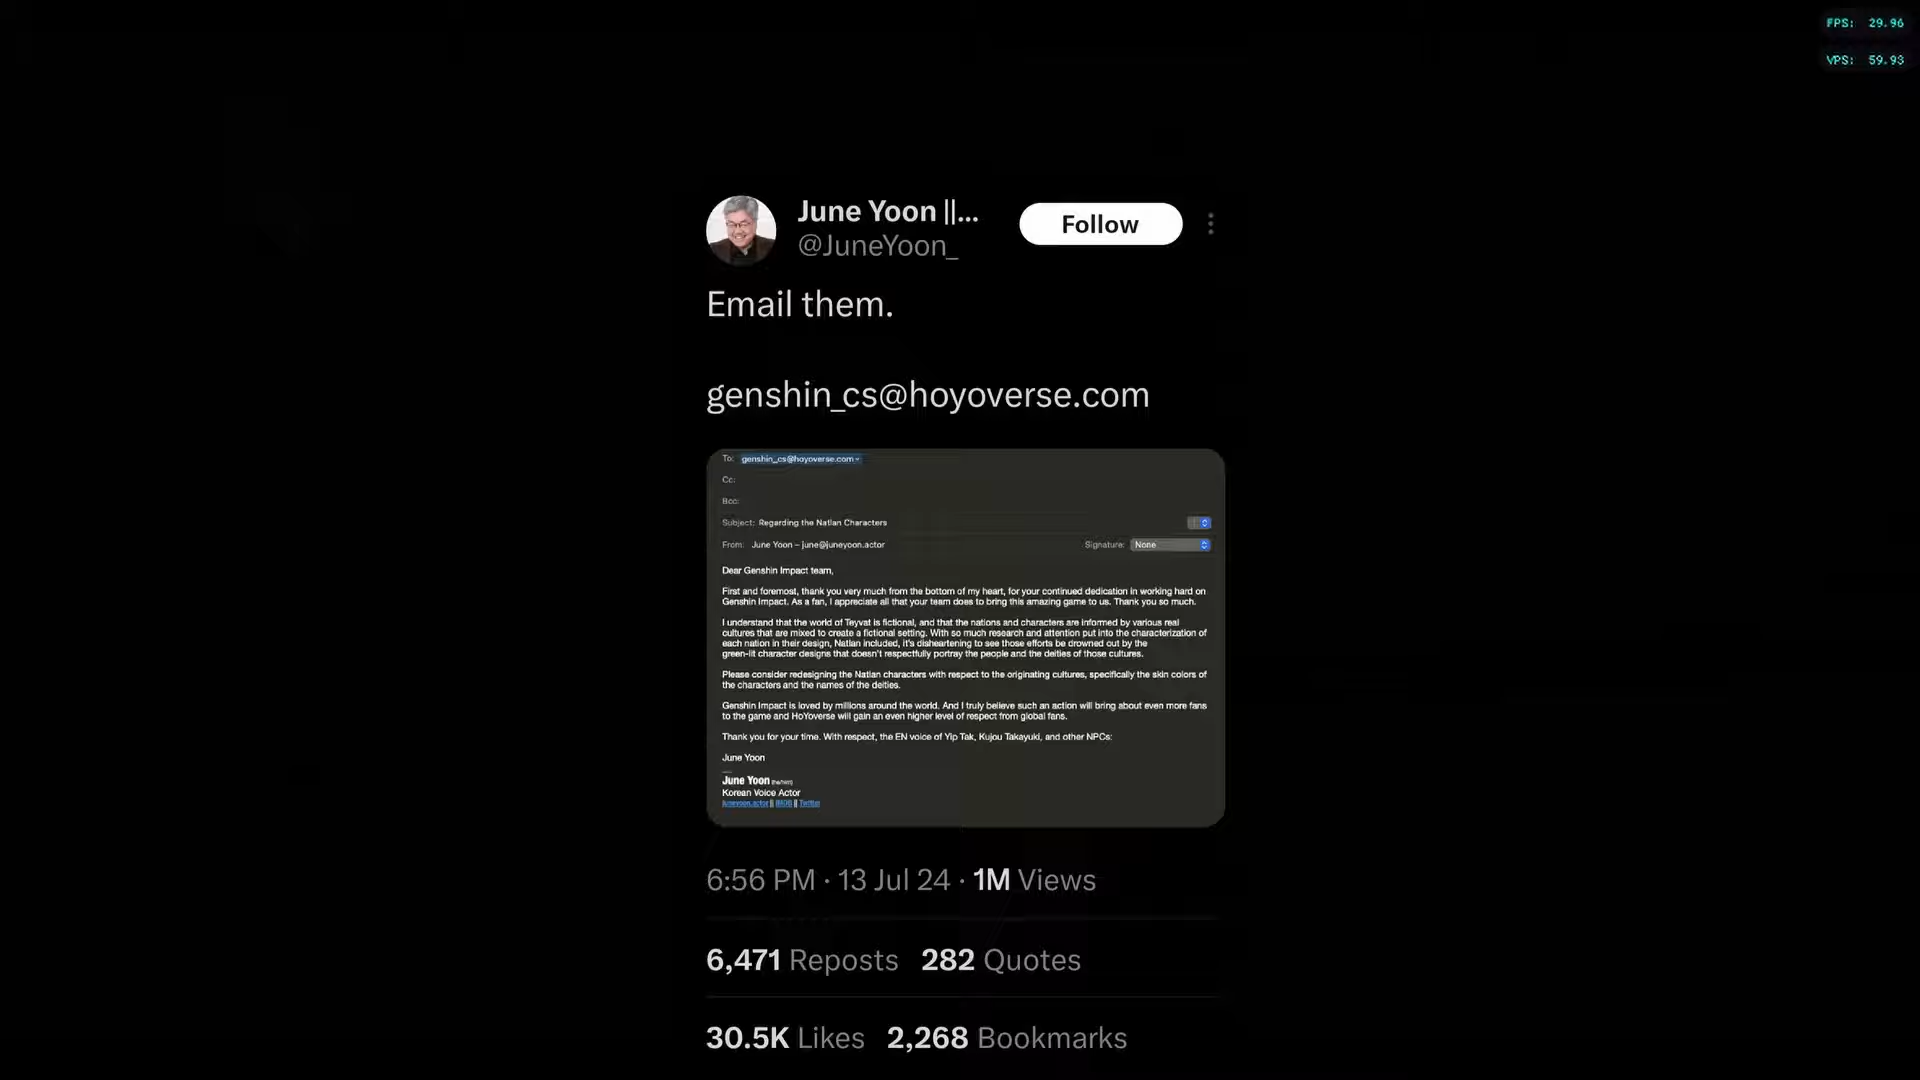 FPS: 29.96
VPS: 59.93
June Yoon ||...
@JuneYoon_
Follow
Email them.
genshin_cs@hoyoverse.com
To: genshin_cs@hoyoverse.com
Cc:
Bcc:
Subject: Regarding the Natlan Characters
From: June Yoon – june@juneyoon.actor
Signature: None
Dear Genshin Impact team,
First and foremost, thank you very much from the bottom of my heart, for your continued dedication in working hard on
Genshin Impact. As a fan, I appreciate all that your team does to bring this amazing game to us. Thank you so much.
I understand that the world of Teyvat is fictional, and that the nations and characters are informed by various real
cultures that are mixed to create a fictional setting. With so much research and attention put into the characterization of
each nation in their design, Natlan included, it's disheartening to see those efforts be drowned out by the
green-lit character designs that doesn't respectfully portray the people and the deities of those cultures.
Please consider redesigning the Natlan characters with respect to the originating cultures, specifically the skin colors of
the characters and the names of the deities.
Genshin Impact is loved by millions around the world. And I truly believe such an action will bring about even more fans
to the game and HoYoverse will gain an even higher level of respect from global fans.
Thank you for your time. With respect, the EN voice of Yip Tak, Kujou Takayuki, and other NPCs:
June Yoon
—
June Yoon (he/him)
Korean Voice Actor
juneyoon.actor || IMDB || Twitter
6:56 PM · 13 Jul 24 · 1M Views
6,471 Reposts 282 Quotes
30.5K Likes 2,268 Bookmarks